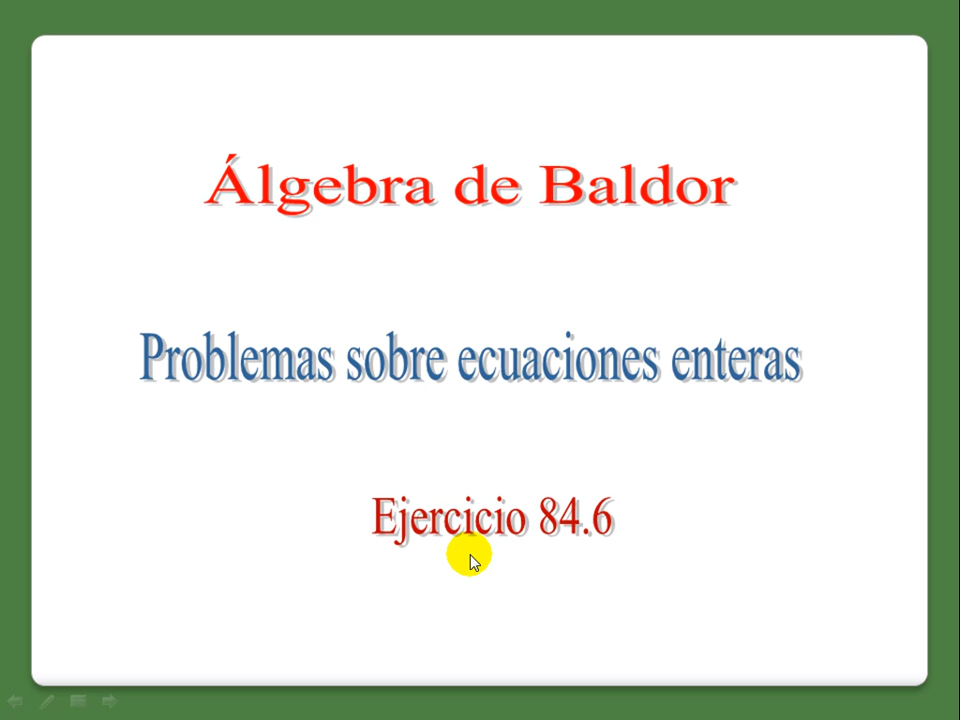 Álgebra de Baldor
Problemas sobre ecuaciones enteras
Ejercicio 84.6